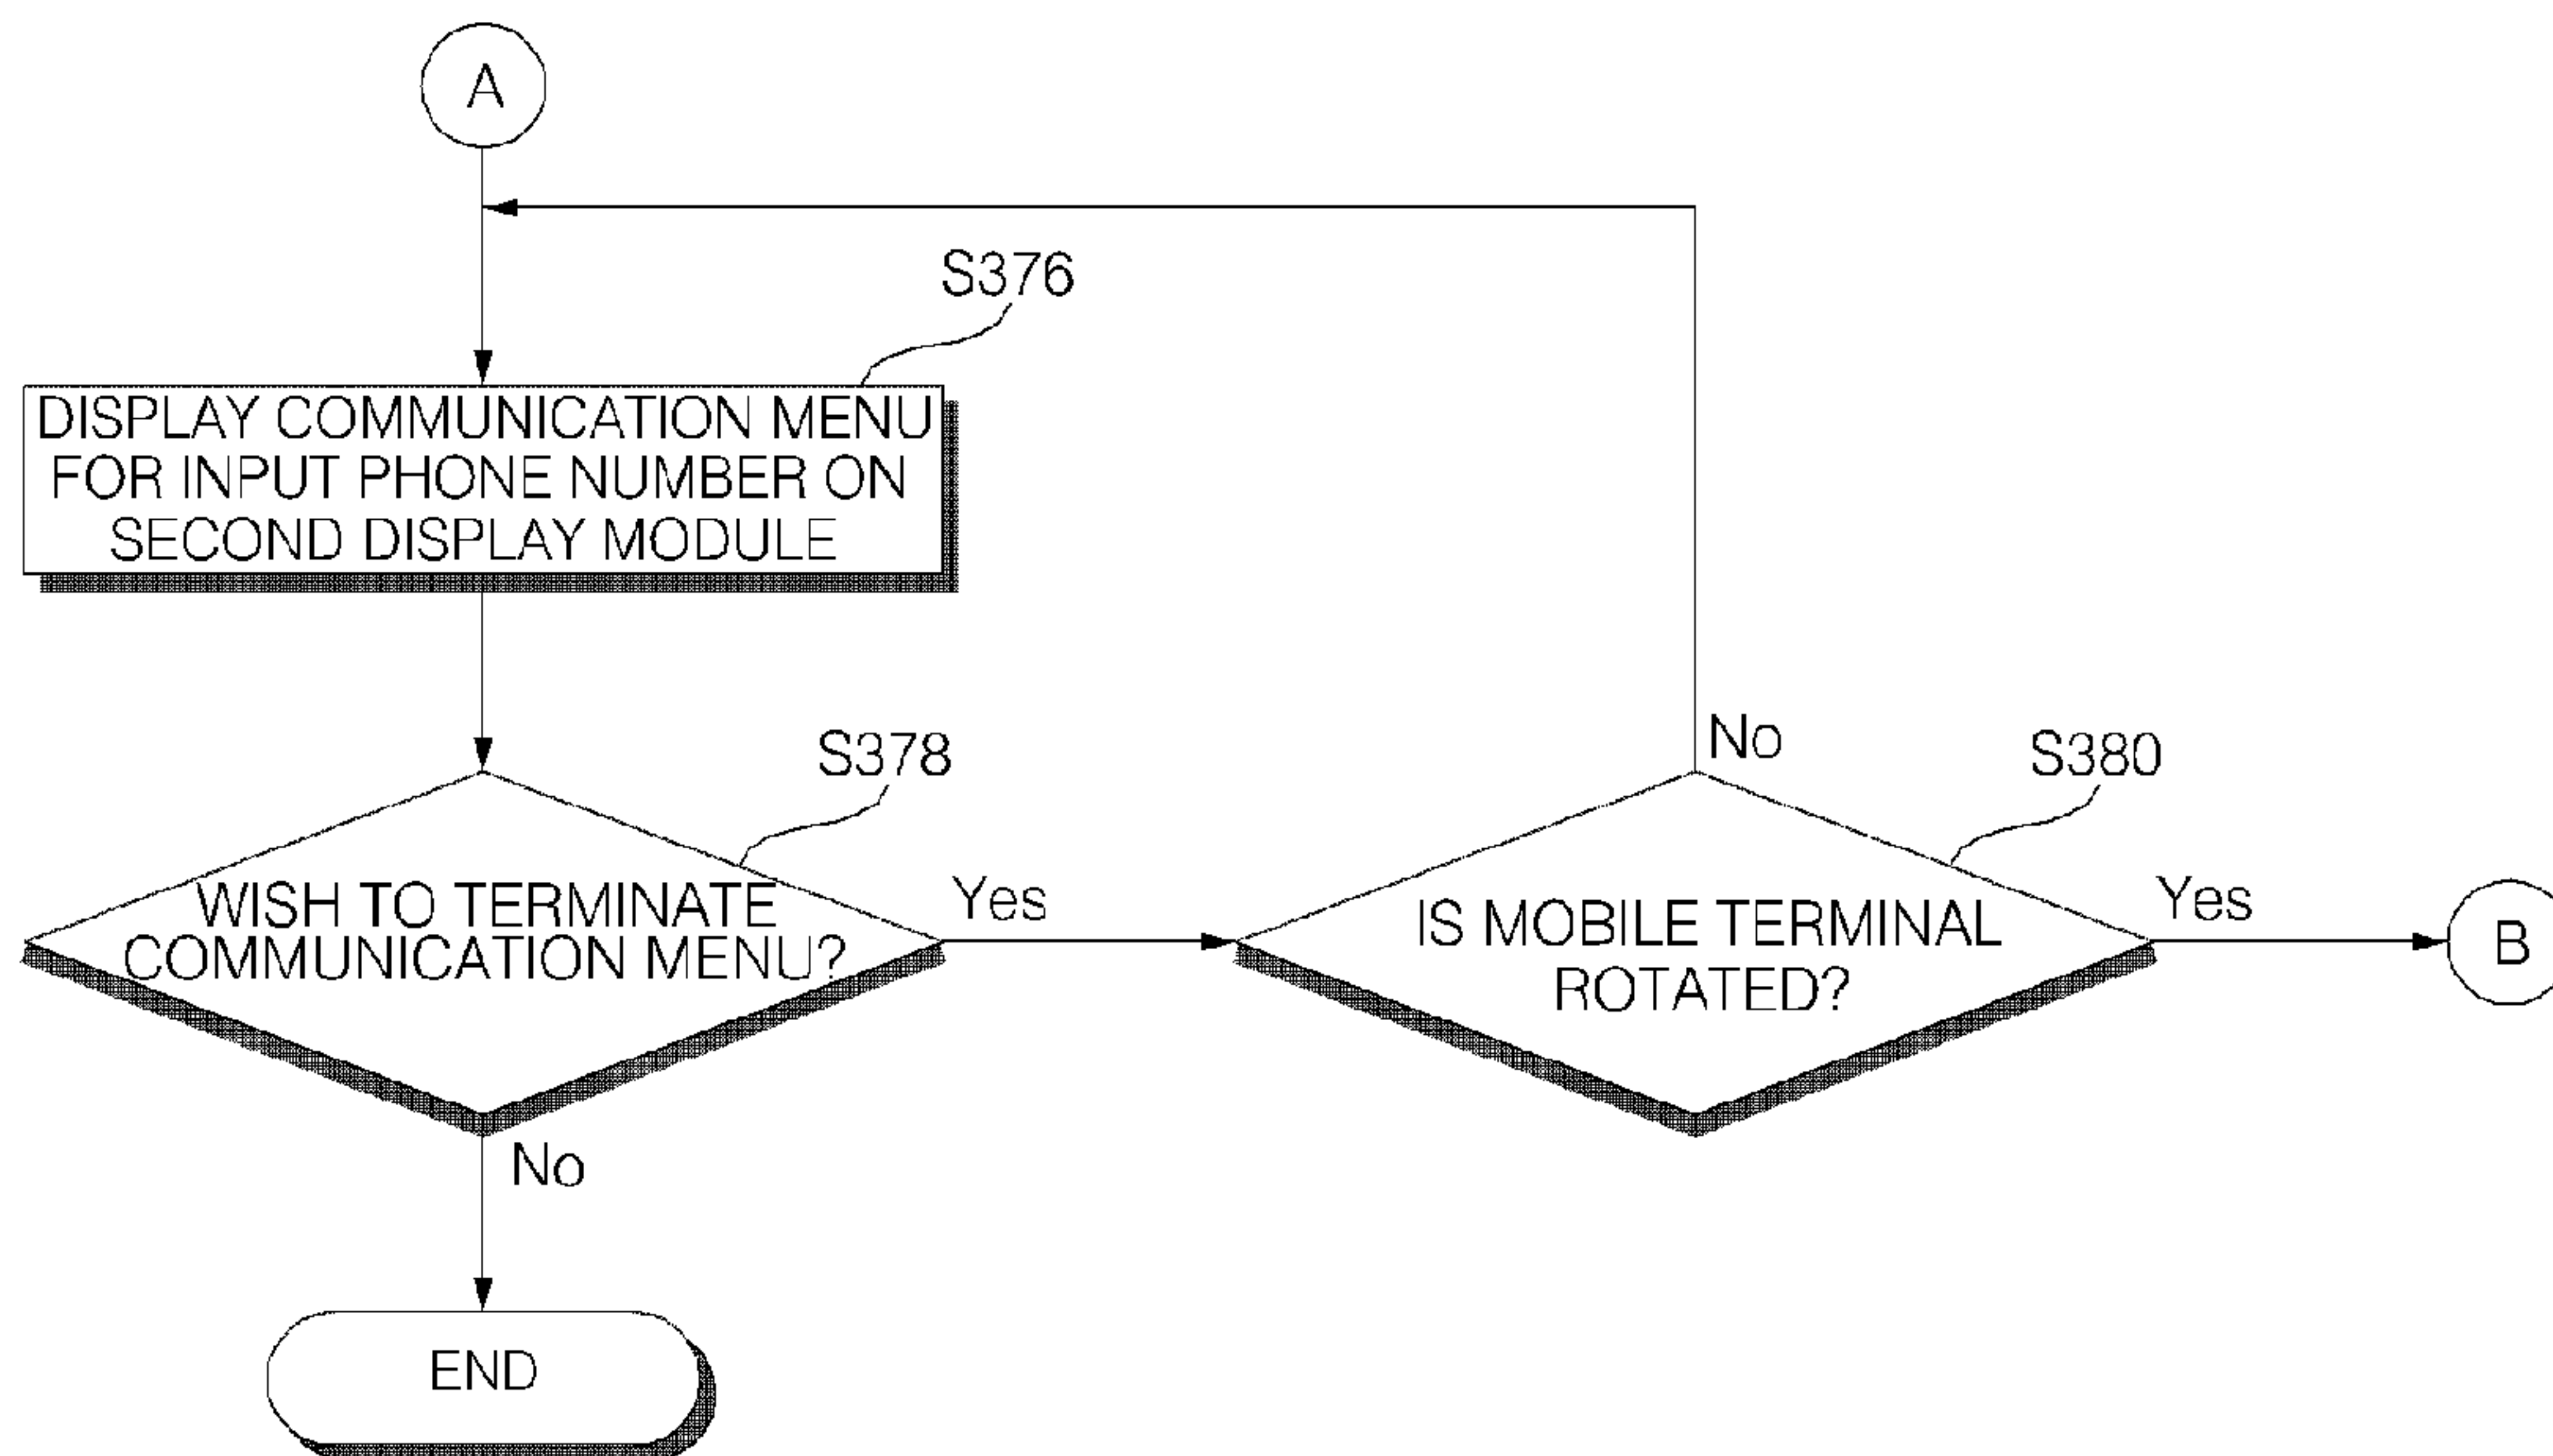 A
S376
DISPLAY COMMUNICATION MENU
FOR INPUT PHONE NUMBER ON
SECOND DISPLAY MODULE
S378
WISH TO TERMINATE
COMMUNICATION MENU?
Yes
No
S380
IS MOBILE TERMINAL
ROTATED?
Yes
B
No
END